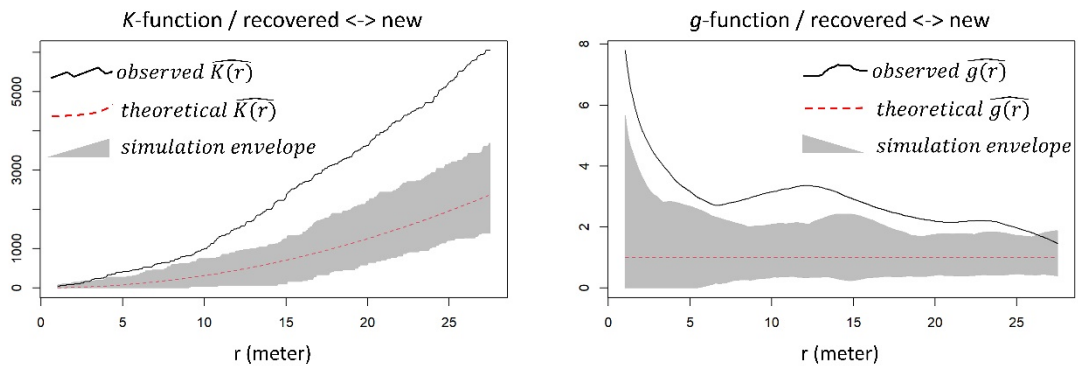 K-function / recovered <-> new
observed K(r)
theoretical K(r)
simulation envelope
0 1000 3000 5000
0 5 10 15 20 25
r (meter)
g-function / recovered <-> new
observed g(r)
theoretical g(r)
simulation envelope
0 2 4 6 8
0 5 10 15 20 25
r (meter)